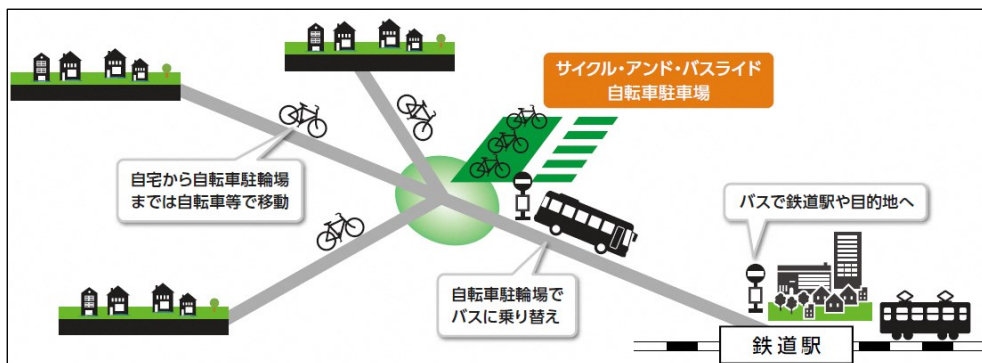 サイクル・アンド・バスライド
自転車駐車場
自宅から自転車駐輪場
までは自転車等で移動
バスで鉄道駅や目的地へ
自転車駐輪場で
バスに乗り替え
鉄道駅